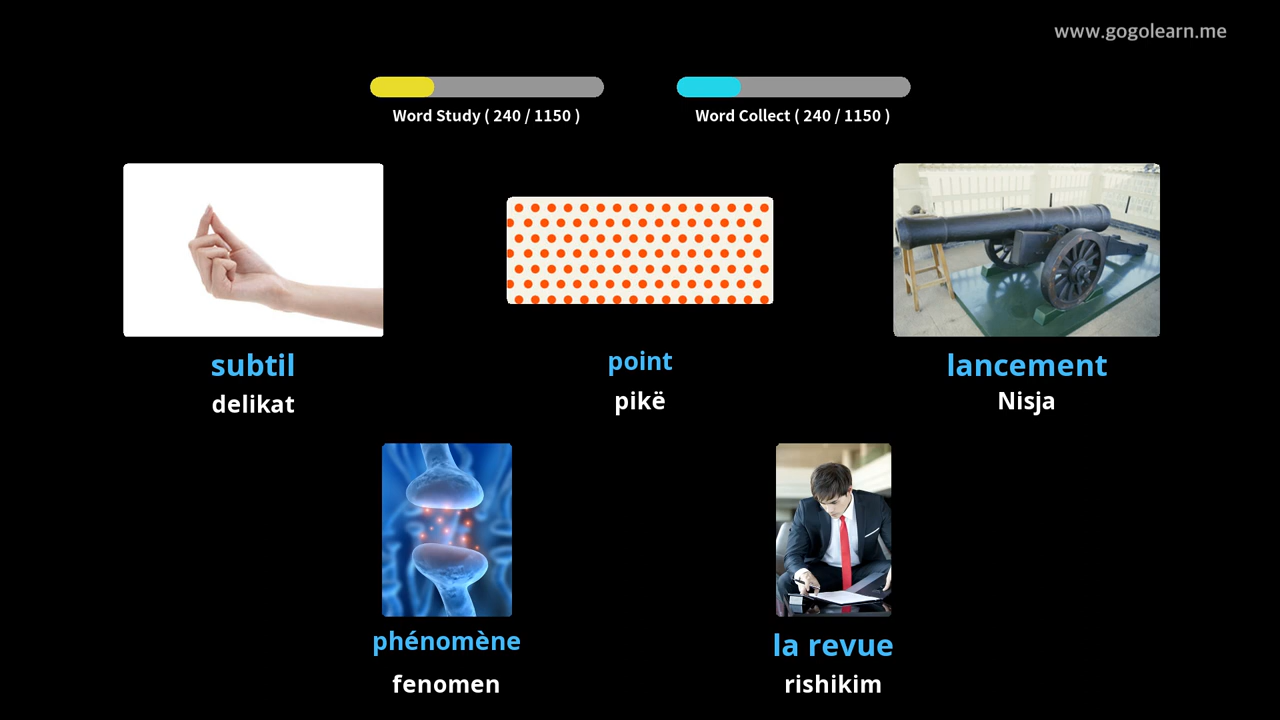 www.gogolearn.me
Word Study ( 240 / 1150 )
Word Collect ( 240 / 1150 )
subtil
delikat
point
pikë
lancement
Nisja
phénomène
fenomen
la revue
rishikim